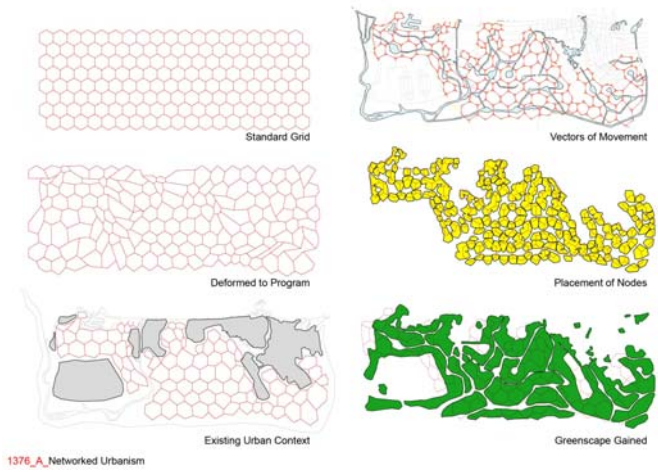 Standard Grid
Vectors of Movement
Deformed to Program
Placement of Nodes
Existing Urban Context
Greenscape Gained
1376_A_Networked Urbanism